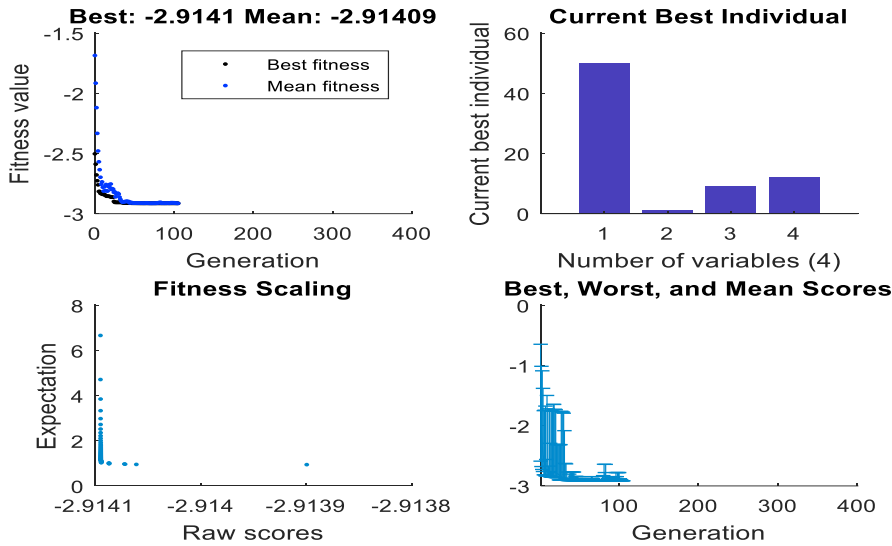 Best: -2.9141 Mean: -2.91409
Fitness value
-1.5
-2
-2.5
-3
Best fitness
Mean fitness
0
100
200
300
400
Generation
Current Best Individual
Current best individual
60
40
20
0
1
2
3
4
Number of variables (4)
Fitness Scaling
Expectation
8
6
4
2
0
-2.9141
-2.914
-2.9139
-2.9138
Raw scores
Best, Worst, and Mean Scores
0
-1
-2
-3
0
100
200
300
400
Generation